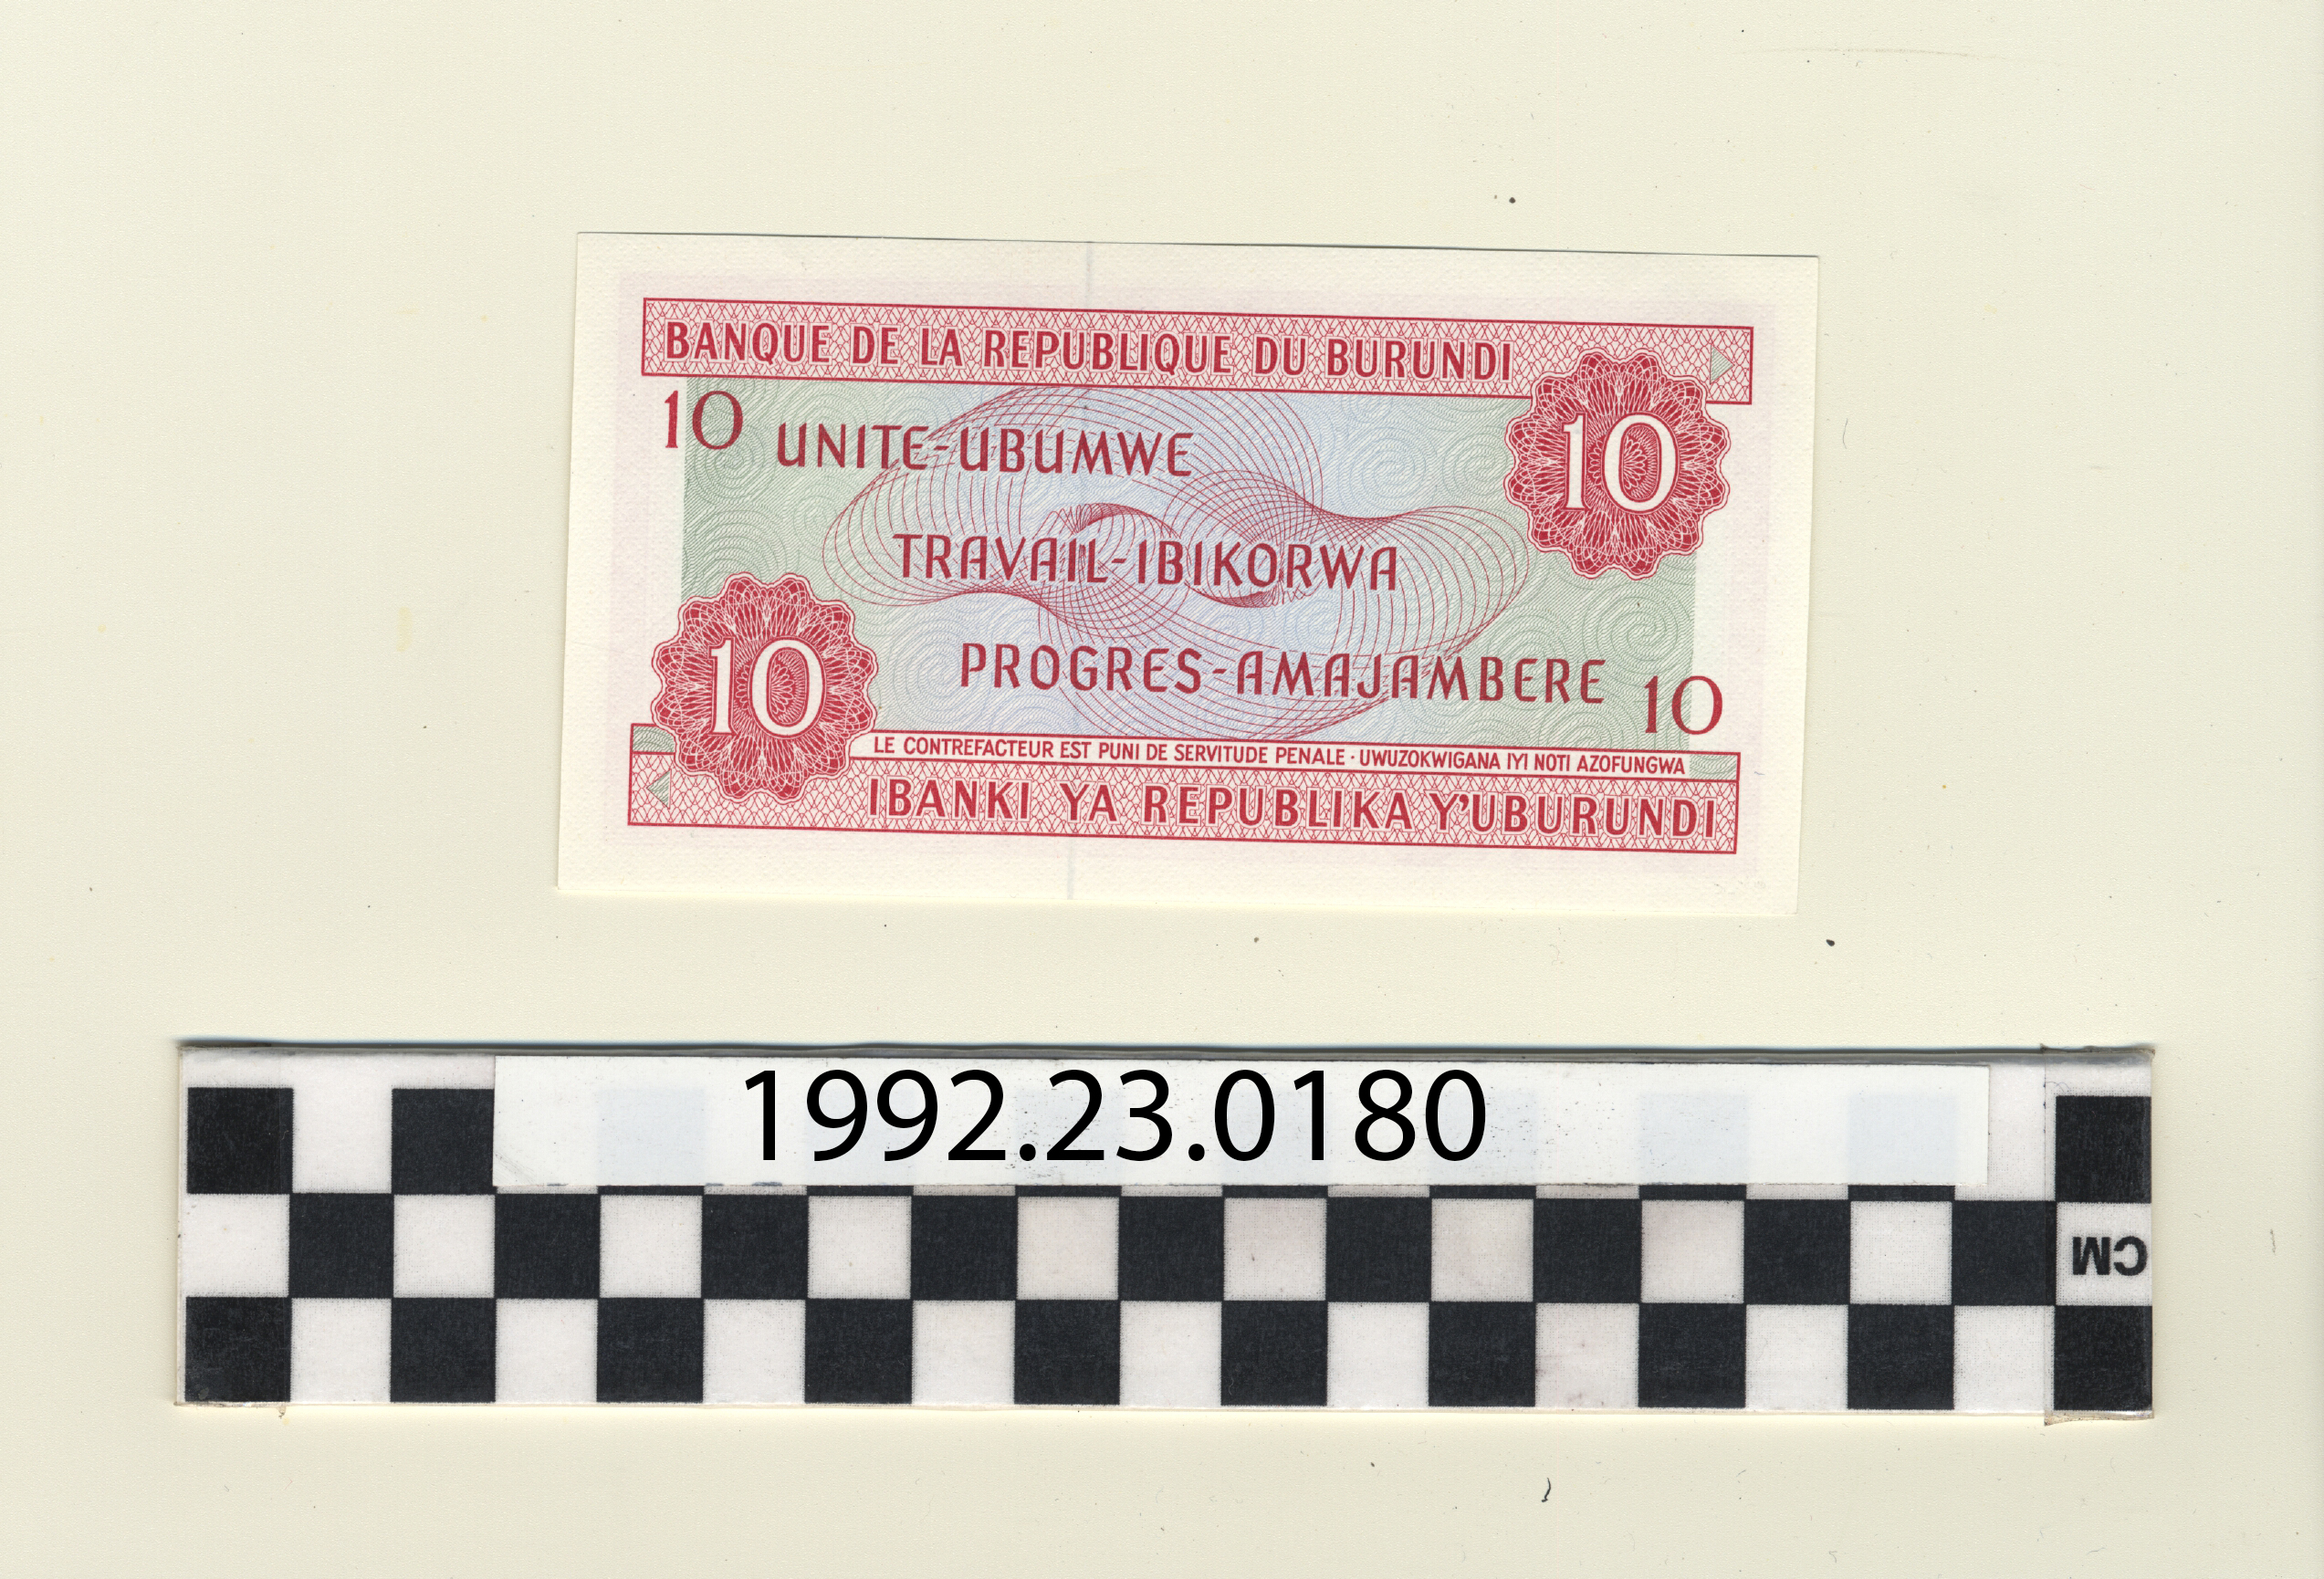 BANQUE DE LA REPUBLIQUE DU BURUNDI
10
10
UNITE-UBUMWE
TRAVAIL-IBIKORWA
PROGRES-AMAJAMBERE
10
10
LE CONTREFACTEUR EST PUNI DE SERVITUDE PENALE · UWUZOKWIGANA IYI NOTI AZOFUNGWA
IBANKI YA REPUBLIKA Y'UBURUNDI
1992.23.0180
CM